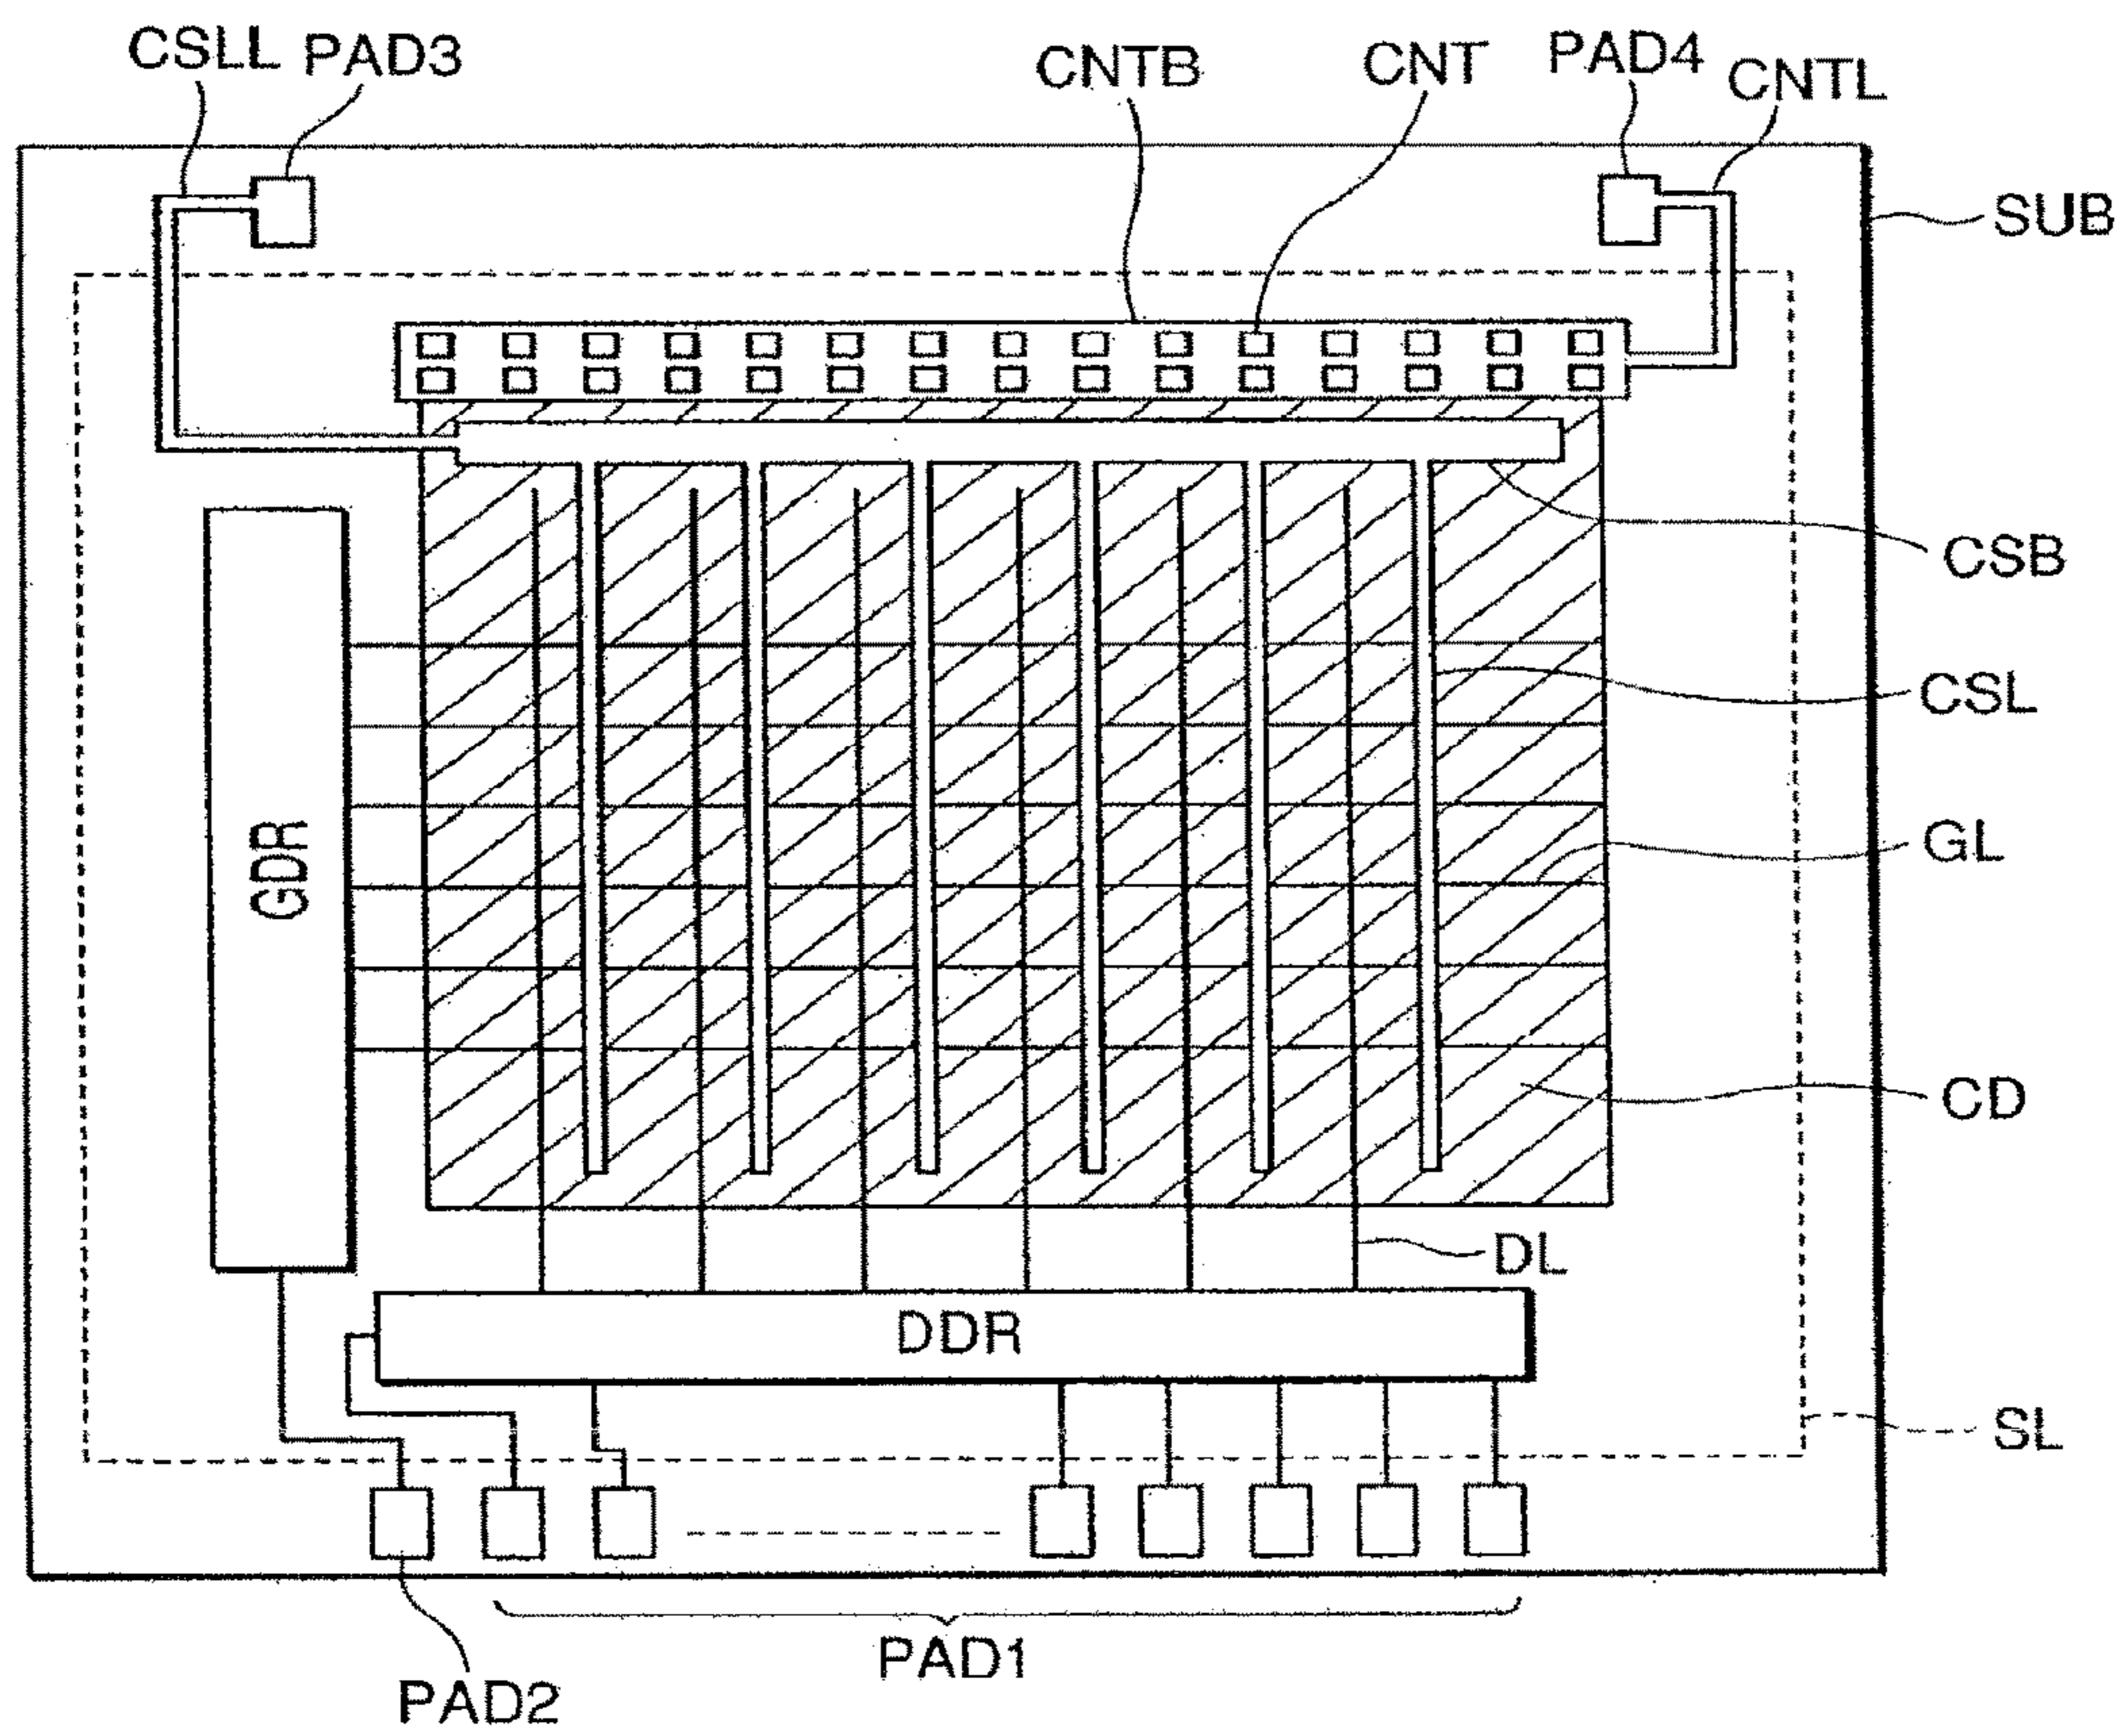 CSLL PAD3 CNTB CNT PAD4 CNTL
SUB
CSB
CSL
GL
GDR
CD
DL
DDR
SL
PAD1
PAD2